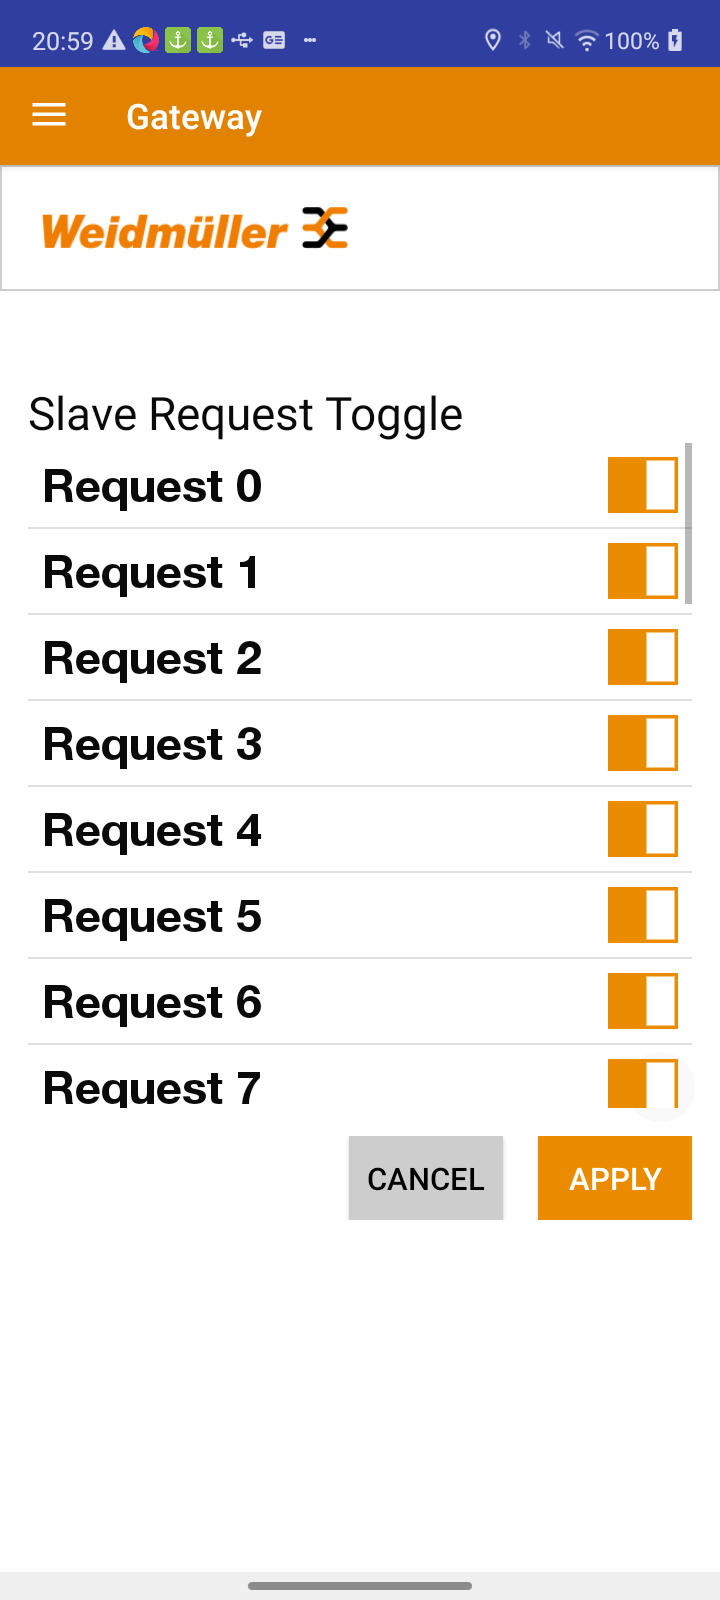 20:59 GE 100%
Gateway
Weidmüller
Slave Request Toggle
Request 0
Request 1
Request 2
Request 3
Request 4
Request 5
Request 6
Request 7
CANCEL APPLY